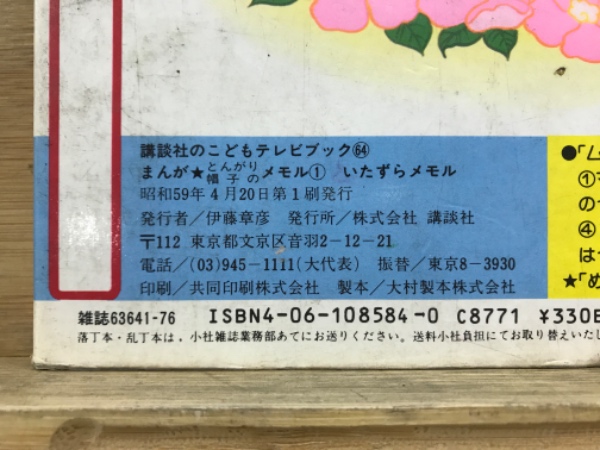 講談社のこどもテレビブック64
まんが★とんがり帽子のメモル① いたずらメモル
昭和59年4月20日第1刷発行
発行者/伊藤章彦 発行所/株式会社 講談社
〒112 東京都文京区音羽2-12-21
電話/(03)945-1111(大代表) 振替/東京8-3930
印刷/共同印刷株式会社 製本/大村製本株式会社
雑誌63641-76 ISBN4-06-108584-0 C8771 ¥330E
落丁本・乱丁本は、小社雑誌業務部あてにお送りください。送料小社負担にてお取り替えいたし
●「
①
の
④
は
★「め